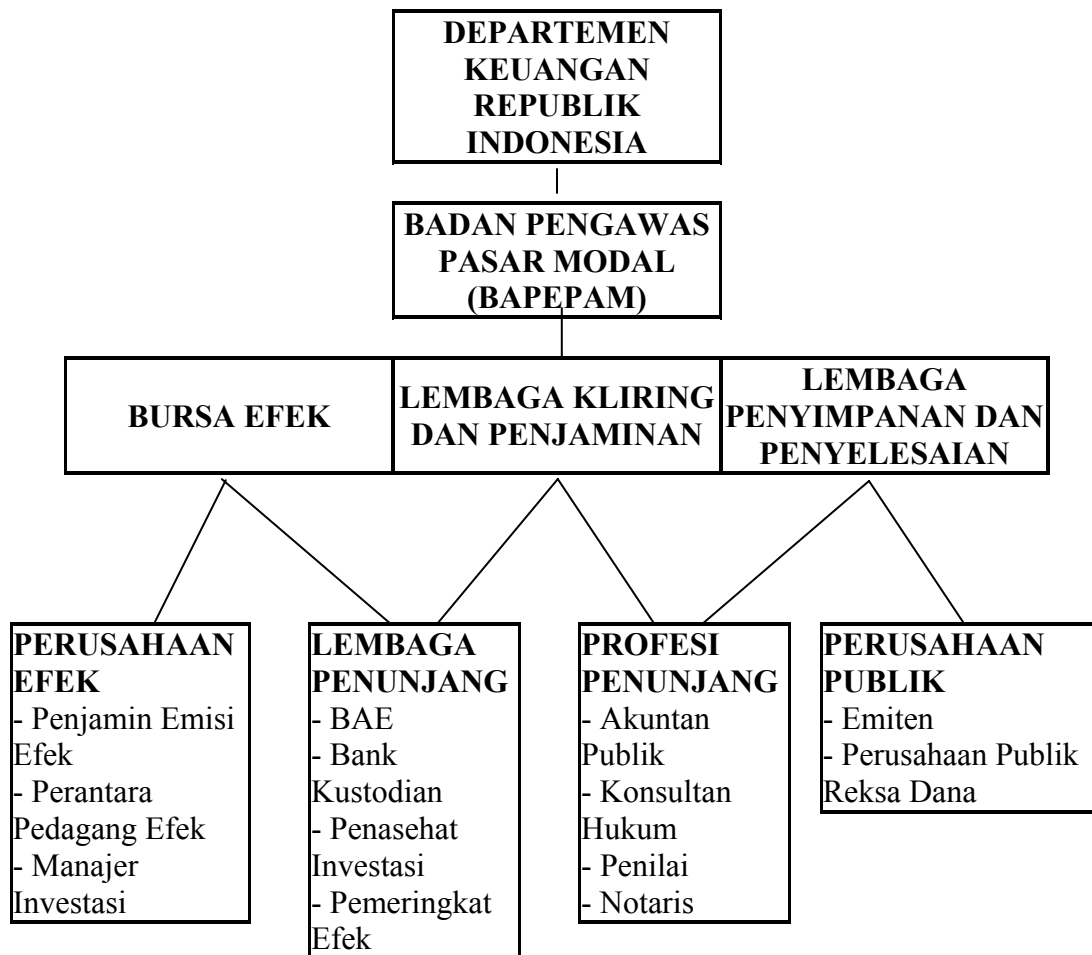 DEPARTEMEN
KEUANGAN
REPUBLIK
INDONESIA
BADAN PENGAWAS
PASAR MODAL
(BAPEPAM)
BURSA EFEK
LEMBAGA KLIRING
DAN PENJAMINAN
LEMBAGA
PENYIMPANAN DAN
PENYELESAIAN
PERUSAHAAN
EFEK
- Penjamin Emisi
Efek
- Perantara
Pedagang Efek
- Manajer
Investasi
LEMBAGA
PENUNJANG
- BAE
- Bank
Kustodian
- Penasehat
Investasi
- Pemeringkat
Efek
PROFESI
PENUNJANG
- Akuntan
Publik
- Konsultan
Hukum
- Penilai
- Notaris
PERUSAHAAN
PUBLIK
- Emiten
- Perusahaan Publik
Reksa Dana